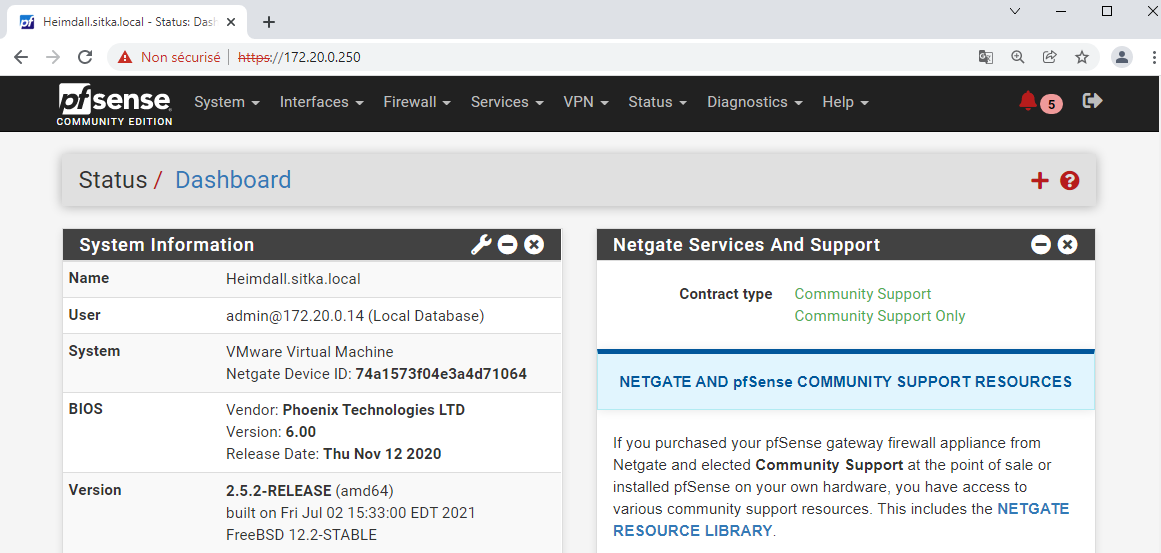 Heimdall.sitka.local - Status: Dash
Non sécurisé https://172.20.0.250
pfsense
COMMUNITY EDITION
System Interfaces Firewall Services VPN Status Diagnostics Help 5
Status / Dashboard
System Information
Name Heimdall.sitka.local
User admin@172.20.0.14 (Local Database)
System VMware Virtual Machine
Netgate Device ID: 74a1573f04e3a4d71064
BIOS Vendor: Phoenix Technologies LTD
Version: 6.00
Release Date: Thu Nov 12 2020
Version 2.5.2-RELEASE (amd64)
built on Fri Jul 02 15:33:00 EDT 2021
FreeBSD 12.2-STABLE
Netgate Services And Support
Contract type Community Support
Community Support Only
NETGATE AND pfSense COMMUNITY SUPPORT RESOURCES
If you purchased your pfSense gateway firewall appliance from
Netgate and elected Community Support at the point of sale or
installed pfSense on your own hardware, you have access to
various community support resources. This includes the NETGATE
RESOURCE LIBRARY.